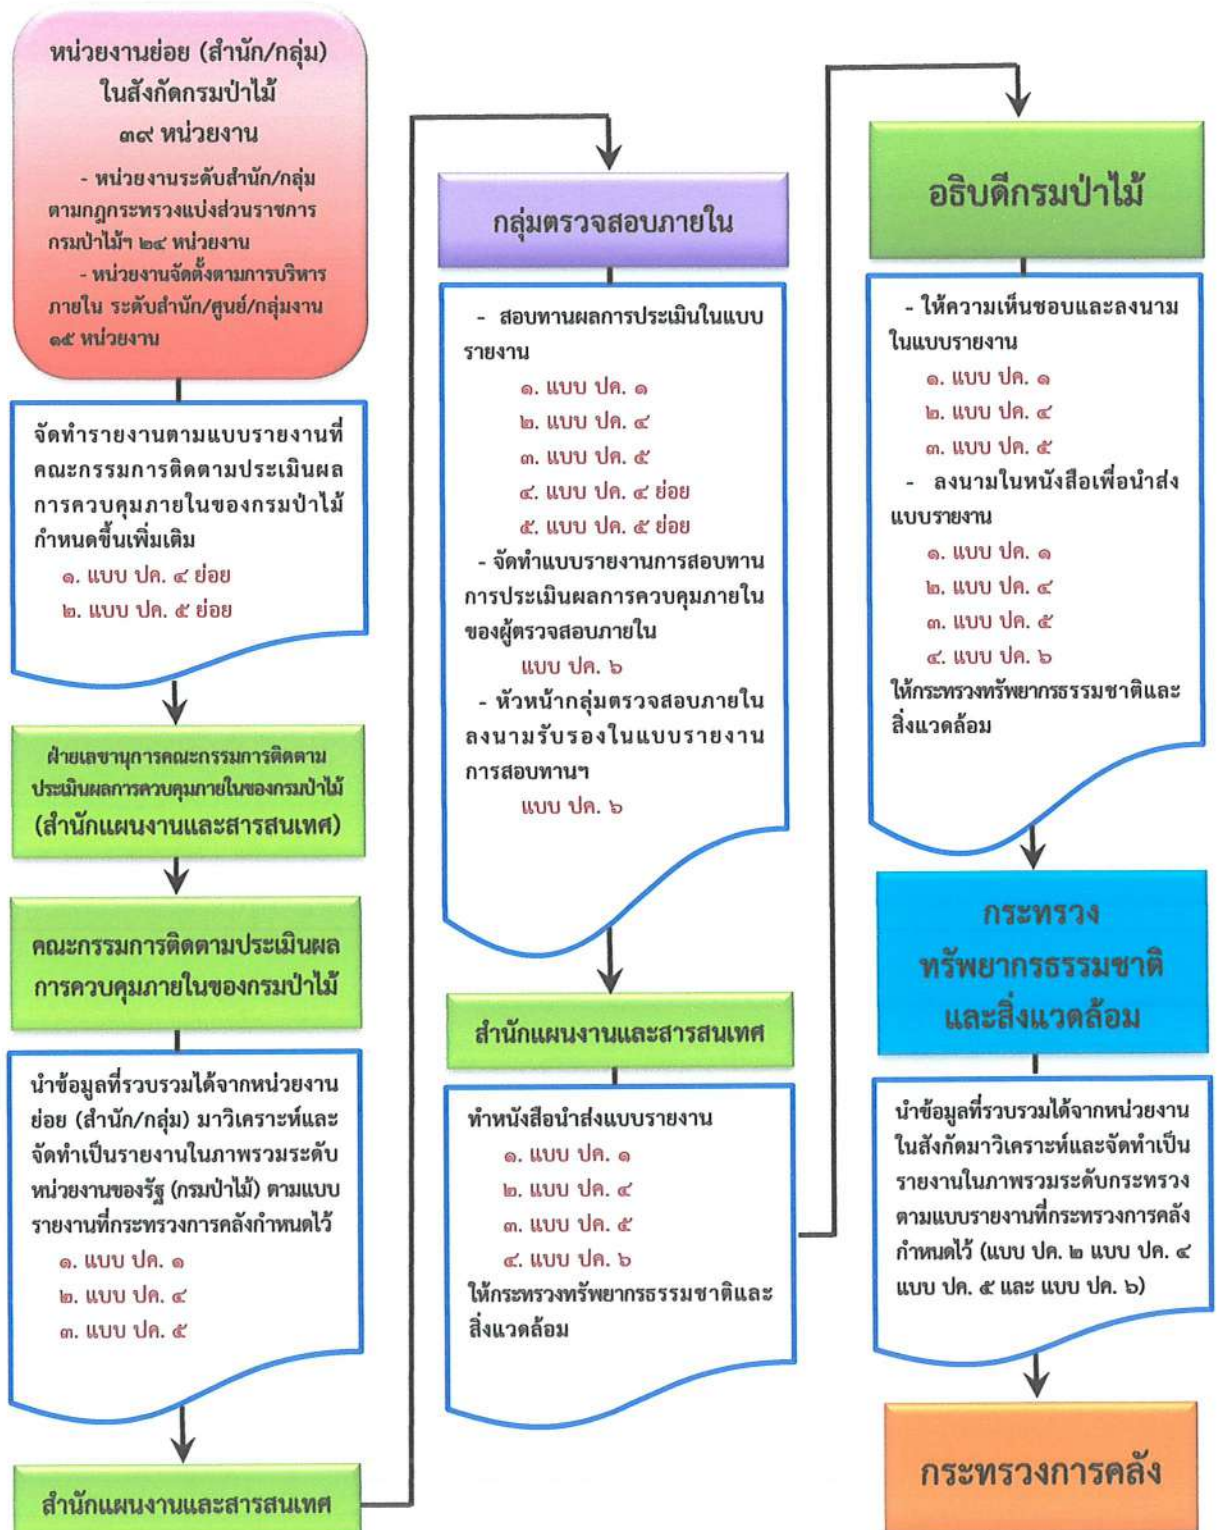 หน่วยงานย่อย (สำนัก/กลุ่ม)
ในสังกัดกรมป่าไม้
๓๙ หน่วยงาน
- หน่วยงานระดับสำนัก/กลุ่ม
ตามกฎกระทรวงแบ่งส่วนราชการ
กรมป่าไม้ฯ ๒๔ หน่วยงาน
- หน่วยงานจัดตั้งตามการบริหาร
ภายใน ระดับสำนัก/ศูนย์/กลุ่มงาน
๑๕ หน่วยงาน
จัดทำรายงานตามแบบรายงานที่
คณะกรรมการติดตามประเมินผล
การควบคุมภายในของกรมป่าไม้
กำหนดขึ้นเพิ่มเติม
๑. แบบ ปค. ๔ ย่อย
๒. แบบ ปค. ๕ ย่อย
ฝ่ายเลขานุการคณะกรรมการติดตาม
ประเมินผลการควบคุมภายในของกรมป่าไม้
(สำนักแผนงานและสารสนเทศ)
คณะกรรมการติดตามประเมินผล
การควบคุมภายในของกรมป่าไม้
นำข้อมูลที่รวบรวมได้จากหน่วยงาน
ย่อย (สำนัก/กลุ่ม) มาวิเคราะห์และ
จัดทำเป็นรายงานในภาพรวมระดับ
หน่วยงานของรัฐ (กรมป่าไม้) ตามแบบ
รายงานที่กระทรวงการคลังกำหนดไว้
๑. แบบ ปค. ๑
๒. แบบ ปค. ๔
๓. แบบ ปค. ๕
สำนักแผนงานและสารสนเทศ
กลุ่มตรวจสอบภายใน
- สอบทานผลการประเมินในแบบ
รายงาน
๑. แบบ ปค. ๑
๒. แบบ ปค. ๔
๓. แบบ ปค. ๕
๔. แบบ ปค. ๔ ย่อย
๕. แบบ ปค. ๕ ย่อย
- จัดทำแบบรายงานการสอบทาน
การประเมินผลการควบคุมภายใน
ของผู้ตรวจสอบภายใน
แบบ ปค. ๖
- หัวหน้ากลุ่มตรวจสอบภายใน
ลงนามรับรองในแบบรายงาน
การสอบทานฯ
แบบ ปค. ๖
สำนักแผนงานและสารสนเทศ
ทำหนังสือนำส่งแบบรายงาน
๑. แบบ ปค. ๑
๒. แบบ ปค. ๔
๓. แบบ ปค. ๕
๔. แบบ ปค. ๖
ให้กระทรวงทรัพยากรธรรมชาติและ
สิ่งแวดล้อม
อธิบดีกรมป่าไม้
- ให้ความเห็นชอบและลงนาม
ในแบบรายงาน
๑. แบบ ปค. ๑
๒. แบบ ปค. ๔
๓. แบบ ปค. ๕
- ลงนามในหนังสือเพื่อนำส่ง
แบบรายงาน
๑. แบบ ปค. ๑
๒. แบบ ปค. ๔
๓. แบบ ปค. ๕
๔. แบบ ปค. ๖
ให้กระทรวงทรัพยากรธรรมชาติและ
สิ่งแวดล้อม
กระทรวง
ทรัพยากรธรรมชาติ
และสิ่งแวดล้อม
นำข้อมูลที่รวบรวมได้จากหน่วยงาน
ในสังกัดมาวิเคราะห์และจัดทำเป็น
รายงานในภาพรวมระดับกระทรวง
ตามแบบรายงานที่กระทรวงการคลัง
กำหนดไว้ (แบบ ปค. ๒ แบบ ปค. ๔
แบบ ปค. ๕ และ แบบ ปค. ๖)
กระทรวงการคลัง